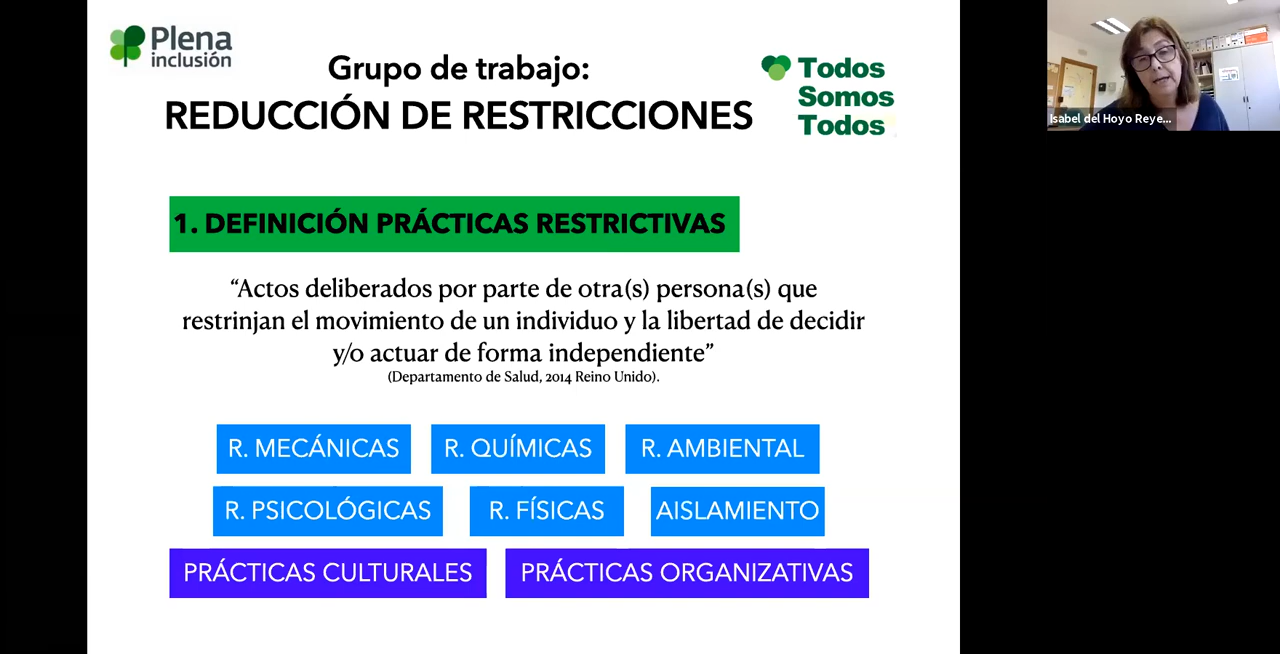 Plena
inclusión
Grupo de trabajo:
REDUCCIÓN DE RESTRICCIONES
Todos
Somos
Todos
1. DEFINICIÓN PRÁCTICAS RESTRICTIVAS
“Actos deliberados por parte de otra(s) persona(s) que
restrinjan el movimiento de un individuo y la libertad de decidir
y/o actuar de forma independiente”
(Departamento de Salud, 2014 Reino Unido).
R. MECÁNICAS R. QUÍMICAS R. AMBIENTAL
R. PSICOLÓGICAS R. FÍSICAS AISLAMIENTO
PRÁCTICAS CULTURALES PRÁCTICAS ORGANIZATIVAS
Isabel del Hoyo Reye...